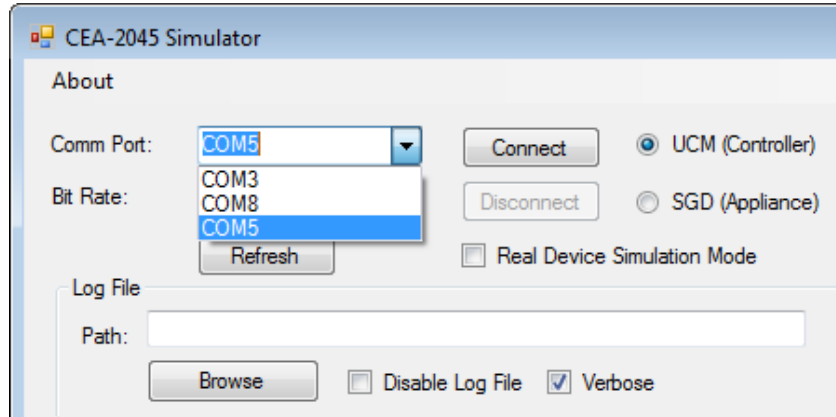 CEA-2045 Simulator
About
Comm Port: COM5 Connect UCM (Controller)
COM3
Bit Rate: COM8 Disconnect SGD (Appliance)
COM5
Refresh Real Device Simulation Mode
Log File
Path:
Browse Disable Log File Verbose